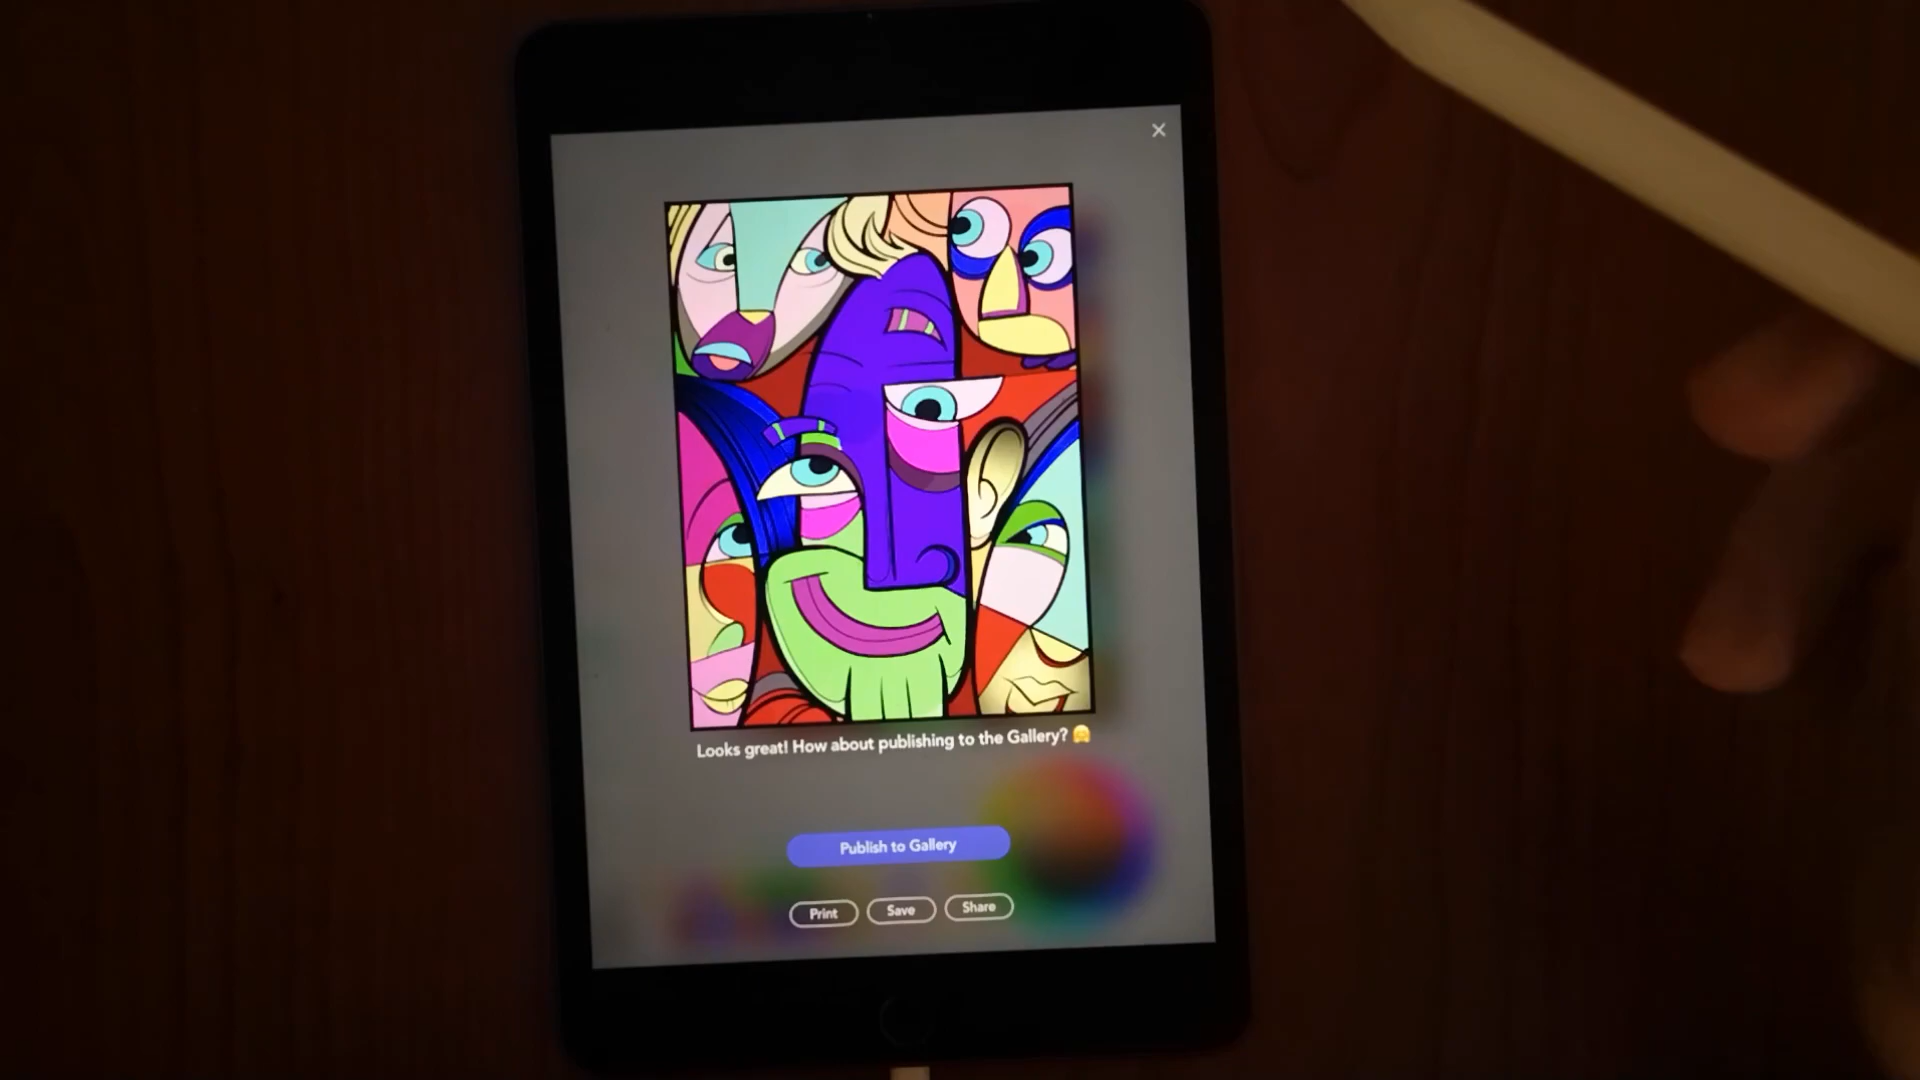 Looks great! How about publishing to the Gallery? 🤗
Publish to Gallery
Print
Save
Share